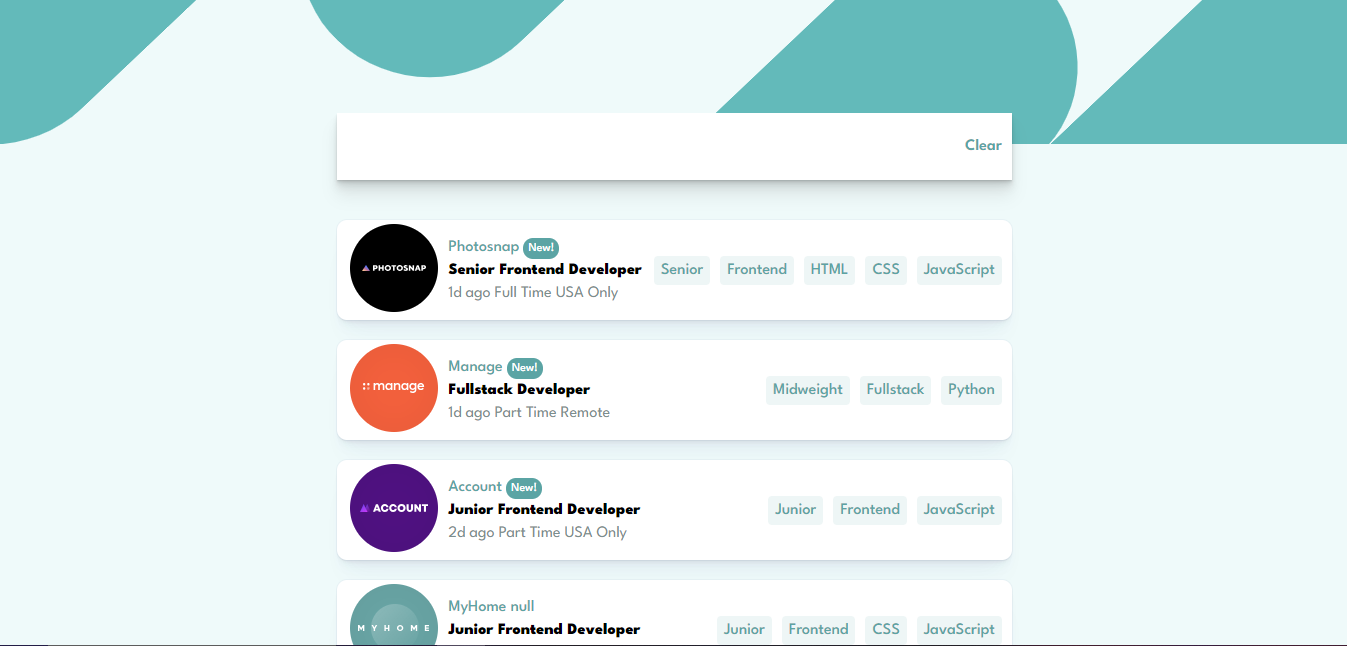 Clear
PHOTOSNAP
Photosnap New!
Senior Frontend Developer
1d ago Full Time USA Only
Senior Frontend HTML CSS JavaScript
manage
Manage New!
Fullstack Developer
1d ago Part Time Remote
Midweight Fullstack Python
ACCOUNT
Account New!
Junior Frontend Developer
2d ago Part Time USA Only
Junior Frontend JavaScript
MYHOME
MyHome null
Junior Frontend Developer
Junior Frontend CSS JavaScript